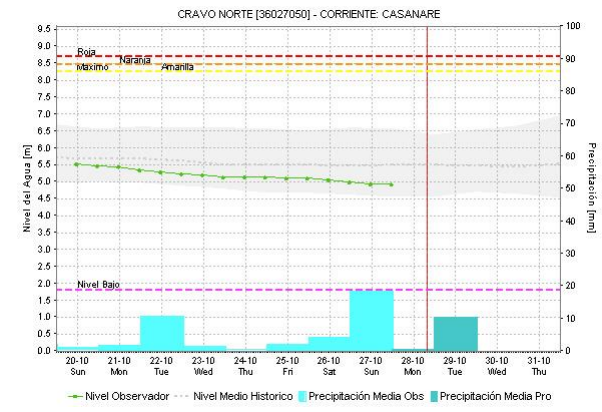 CRAVO NORTE [36027050] - CORRIENTE: CASANARE
Nivel del Agua [m]
9.5
9.0
8.5
8.0
7.5
7.0
6.5
6.0
5.5
5.0
4.5
4.0
3.5
3.0
2.5
2.0
1.5
1.0
0.5
0.0
Roja
Naranja
Máximo
Amarilla
Nivel Bajo
100
90
80
70
60
50
40
30
20
10
0
Precipitación [mm]
20-10 21-10 22-10 23-10 24-10 25-10 26-10 27-10 28-10 29-10 30-10 31-10
Sun Mon Tue Wed Thu Fri Sat Sun Mon Tue Wed Thu
Nivel Observador Nivel Medio Historico Precipitación Media Obs Precipitación Media Pro